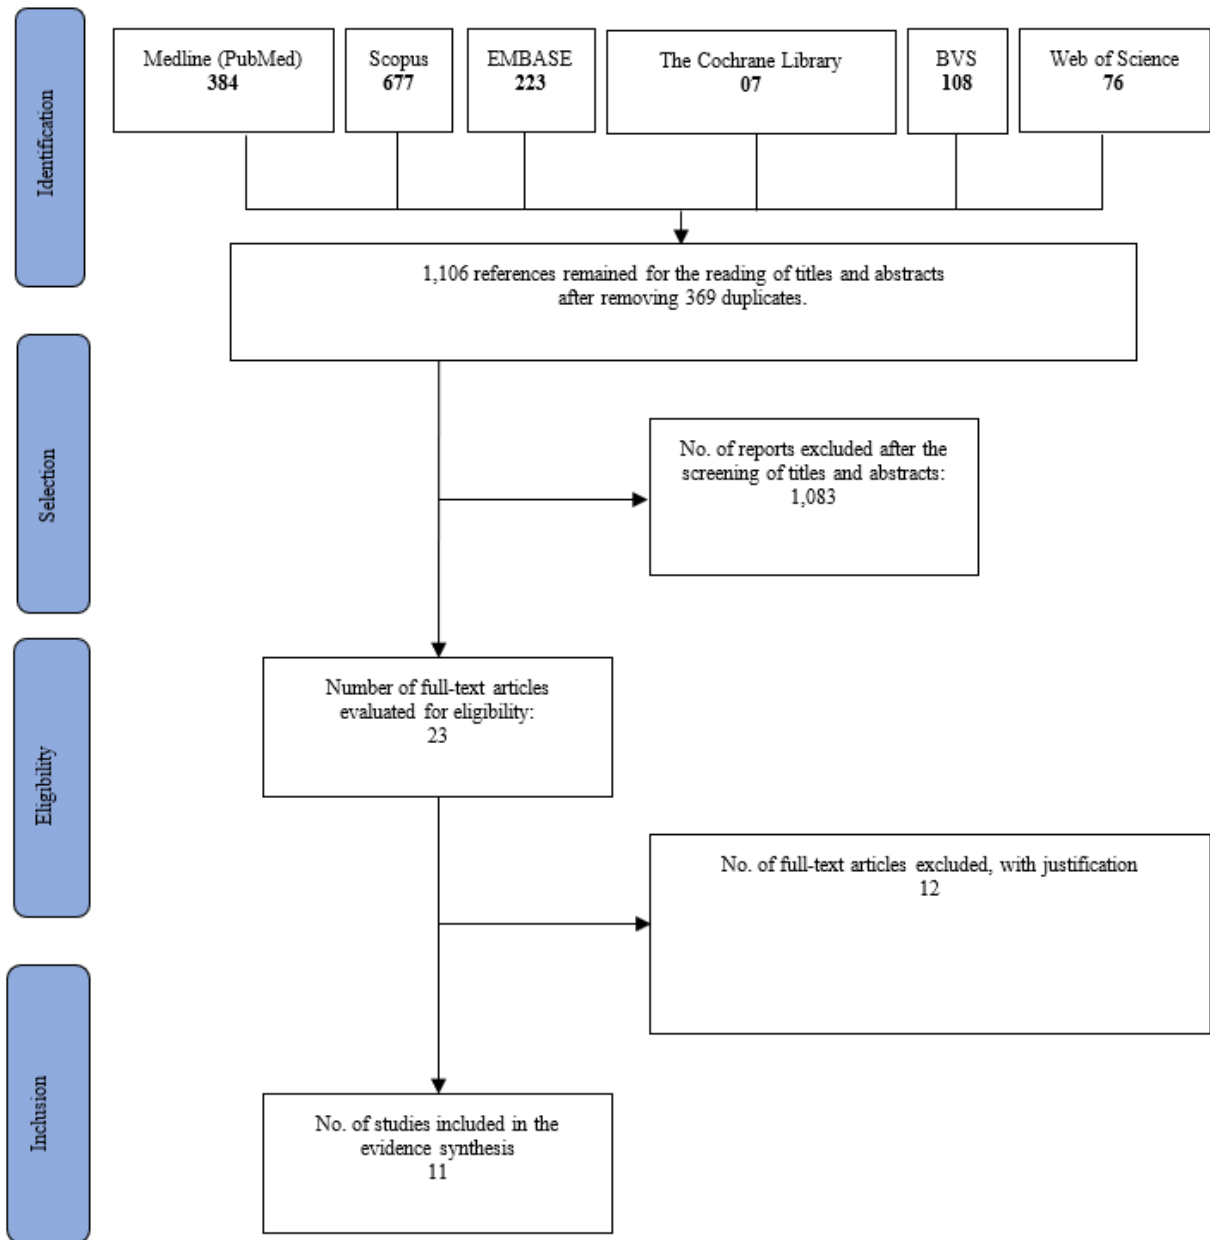 Identification
Medline (PubMed)
384
Scopus
677
EMBASE
223
The Cochrane Library
07
BVS
108
Web of Science
76
1,106 references remained for the reading of titles and abstracts
after removing 369 duplicates.
Selection
No. of reports excluded after the
screening of titles and abstracts:
1,083
Eligibility
Number of full-text articles
evaluated for eligibility:
23
No. of full-text articles excluded, with justification
12
Inclusion
No. of studies included in the
evidence synthesis
11